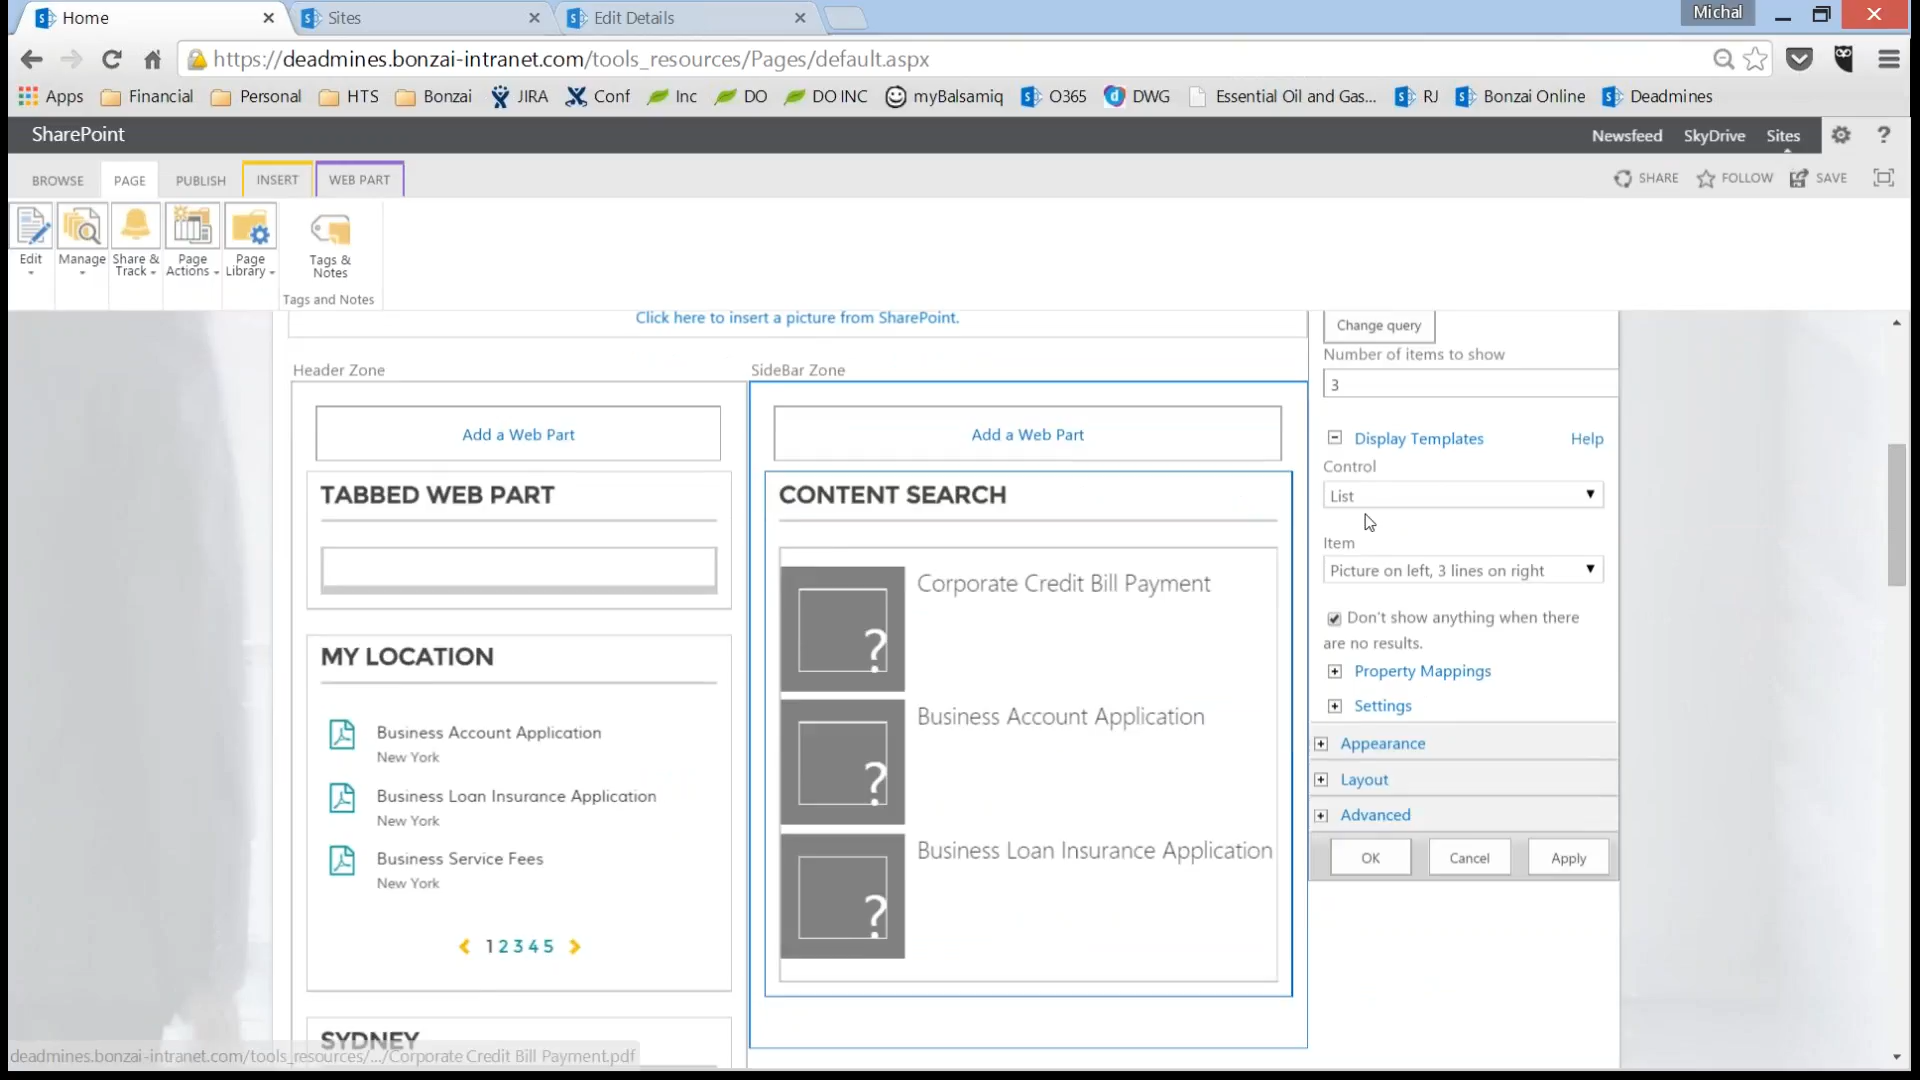 Home
Sites
Edit Details
Michal
https://deadmines.bonzai-intranet.com/tools_resources/Pages/default.aspx
Apps Financial Personal HTS Bonzai JIRA Conf Inc DO DO INC myBalsamiq O365 DWG Essential Oil and Gas... RJ Bonzai Online Deadmines
SharePoint
Newsfeed SkyDrive Sites ?
BROWSE PAGE PUBLISH INSERT WEB PART
SHARE FOLLOW SAVE
Edit
Manage
Share & Track
Page Actions
Page Library
Tags & Notes
Tags and Notes
Click here to insert a picture from SharePoint.
Header Zone
Add a Web Part
TABBED WEB PART
MY LOCATION
Business Account Application
New York
Business Loan Insurance Application
New York
Business Service Fees
New York
1 2 3 4 5
SYDNEY
SideBar Zone
Add a Web Part
CONTENT SEARCH
? Corporate Credit Bill Payment
? Business Account Application
? Business Loan Insurance Application
Change query
Number of items to show
3
Display Templates Help
Control
List
Item
Picture on left, 3 lines on right
Don't show anything when there
are no results.
Property Mappings
Settings
Appearance
Layout
Advanced
OK Cancel Apply
deadmines.bonzai-intranet.com/tools_resources/.../Corporate Credit Bill Payment.pdf